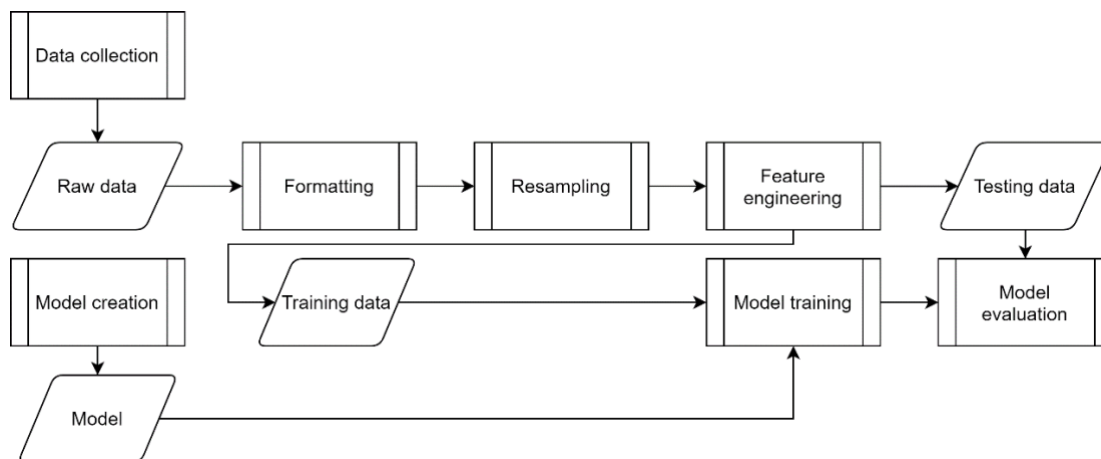 Data collection
Raw data
Formatting
Resampling
Feature
engineering
Testing data
Model creation
Training data
Model training
Model
evaluation
Model